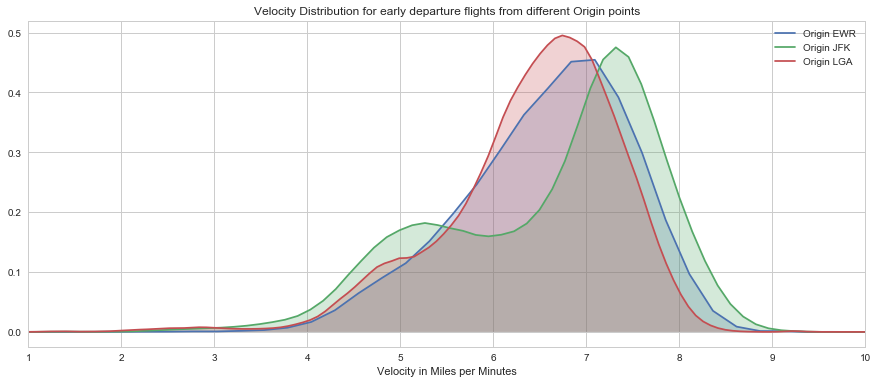 Velocity Distribution for early departure flights from different Origin points
Origin EWR
Origin JFK
Origin LGA
0.5
0.4
0.3
0.2
0.1
0.0
1 2 3 4 5 6 7 8 9 10
Velocity in Miles per Minutes